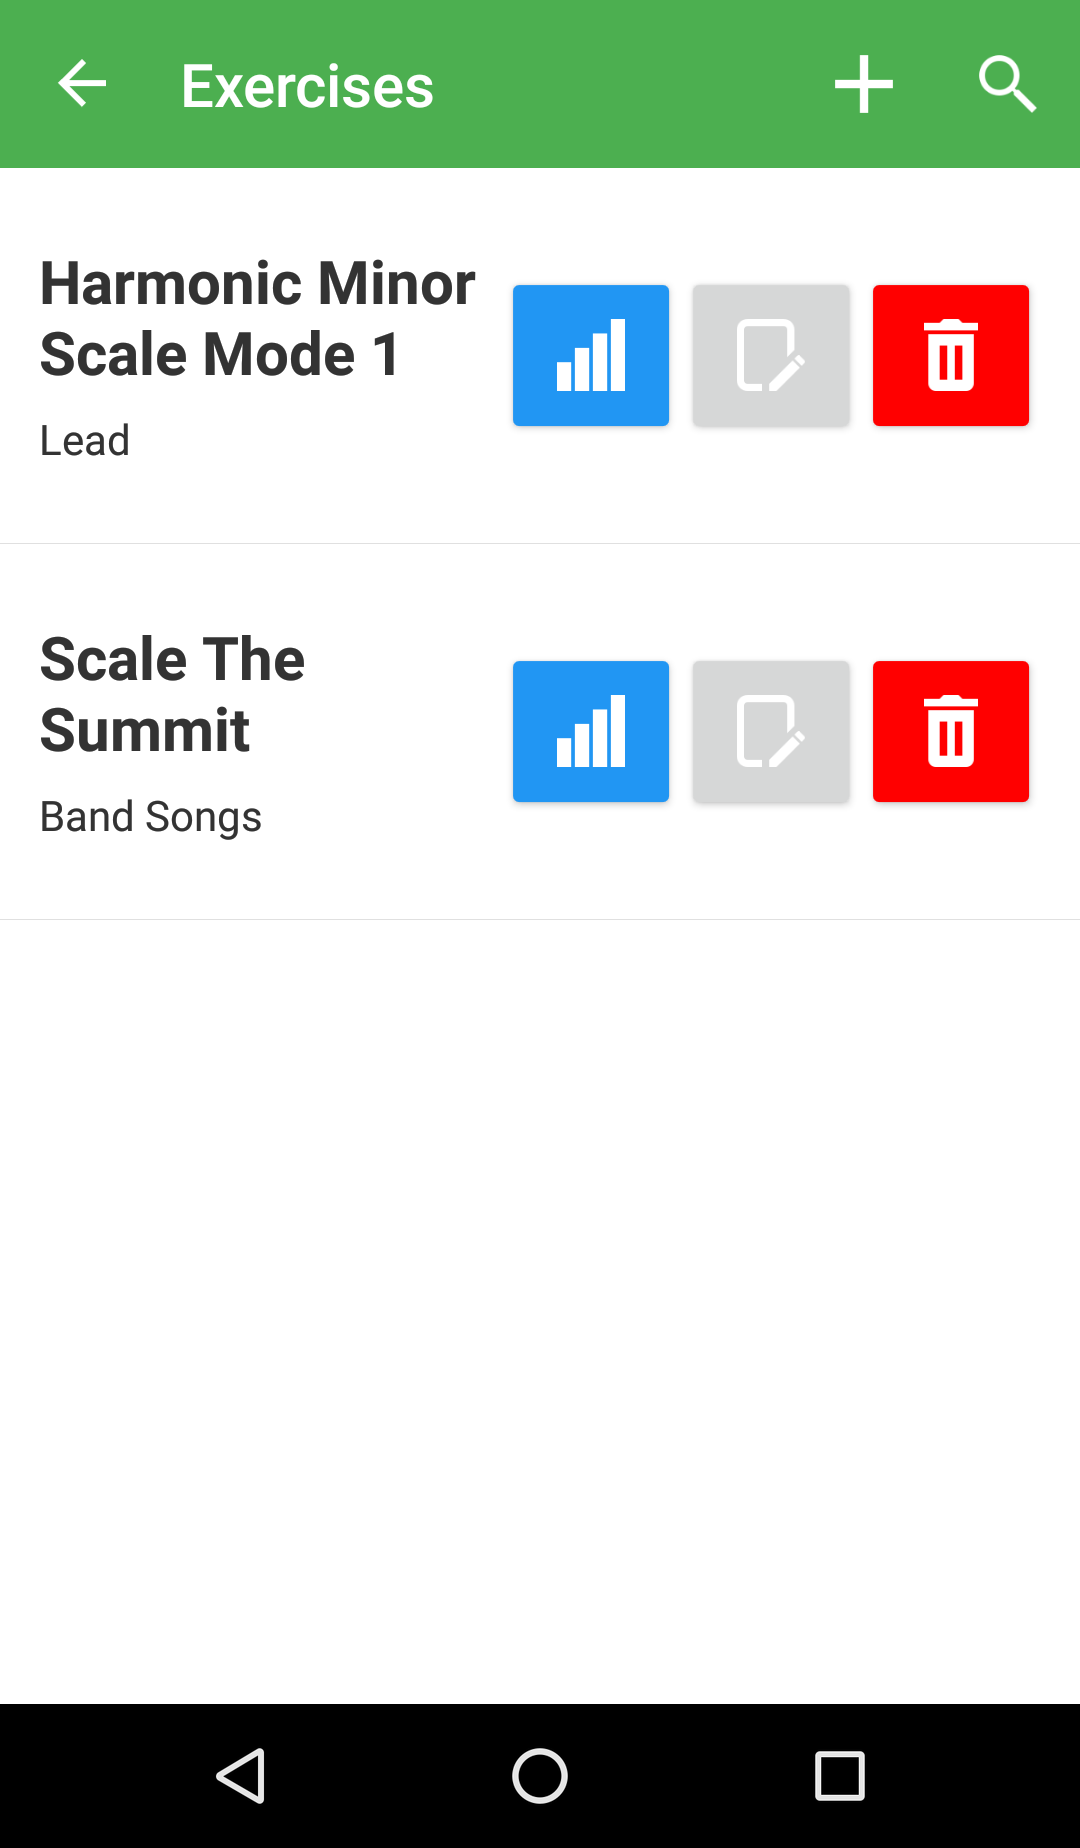 Exercises
Harmonic Minor
Scale Mode 1
Lead
Scale The
Summit
Band Songs